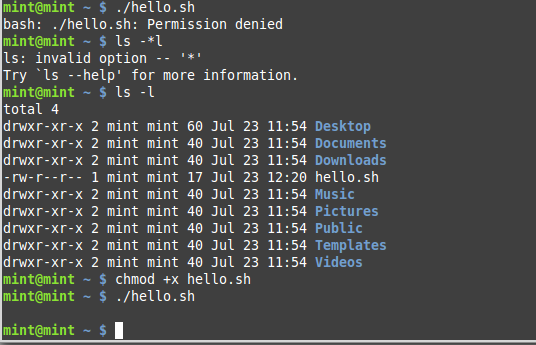 mint@mint ~ $ ./hello.sh
bash: ./hello.sh: Permission denied
mint@mint ~ $ ls -*l
ls: invalid option -- '*'
Try `ls --help' for more information.
mint@mint ~ $ ls -l
total 4
drwxr-xr-x 2 mint mint 60 Jul 23 11:54 Desktop
drwxr-xr-x 2 mint mint 40 Jul 23 11:54 Documents
drwxr-xr-x 2 mint mint 40 Jul 23 11:54 Downloads
-rw-r--r-- 1 mint mint 17 Jul 23 12:20 hello.sh
drwxr-xr-x 2 mint mint 40 Jul 23 11:54 Music
drwxr-xr-x 2 mint mint 40 Jul 23 11:54 Pictures
drwxr-xr-x 2 mint mint 40 Jul 23 11:54 Public
drwxr-xr-x 2 mint mint 40 Jul 23 11:54 Templates
drwxr-xr-x 2 mint mint 40 Jul 23 11:54 Videos
mint@mint ~ $ chmod +x hello.sh
mint@mint ~ $ ./hello.sh
mint@mint ~ $